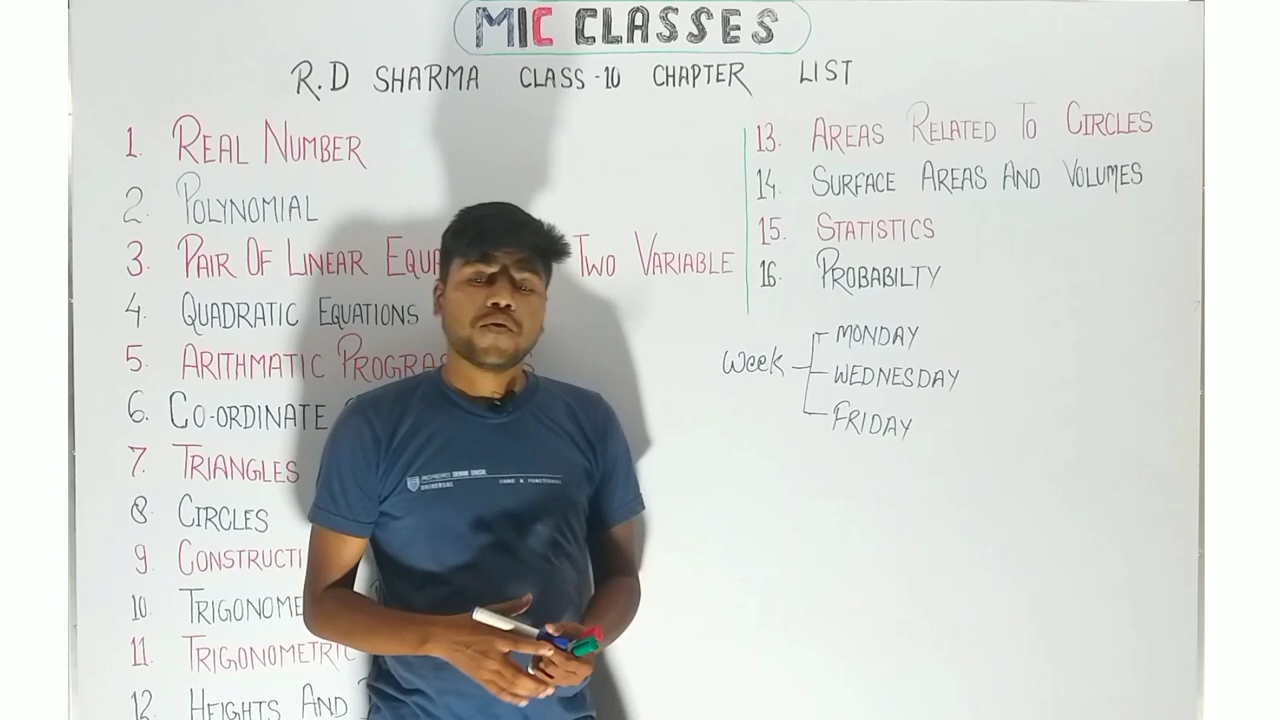 MIC CLASSES
R.D SHARMA CLASS-10 CHAPTER LIST
1. REAL NUMBER
2. POLYNOMIAL
3. PAIR OF LINEAR EQUA TWO VARIABLE
4. QUADRATIC EQUATIONS
5. ARITHMATIC PROGRAS S
6. CO-ORDINATE
7. TRIANGLES
8. CIRCLES
9. CONSTRUCTI
10. TRIGONOME
11. TRIGONOMETRIC
12. HEIGHTS AND
13. AREAS RELATED TO CIRCLES
14. SURFACE AREAS AND VOLUMES
15. STATISTICS
16. PROBABILTY
Week
MONDAY
WEDNESDAY
FRIDAY
UNIVERSAL